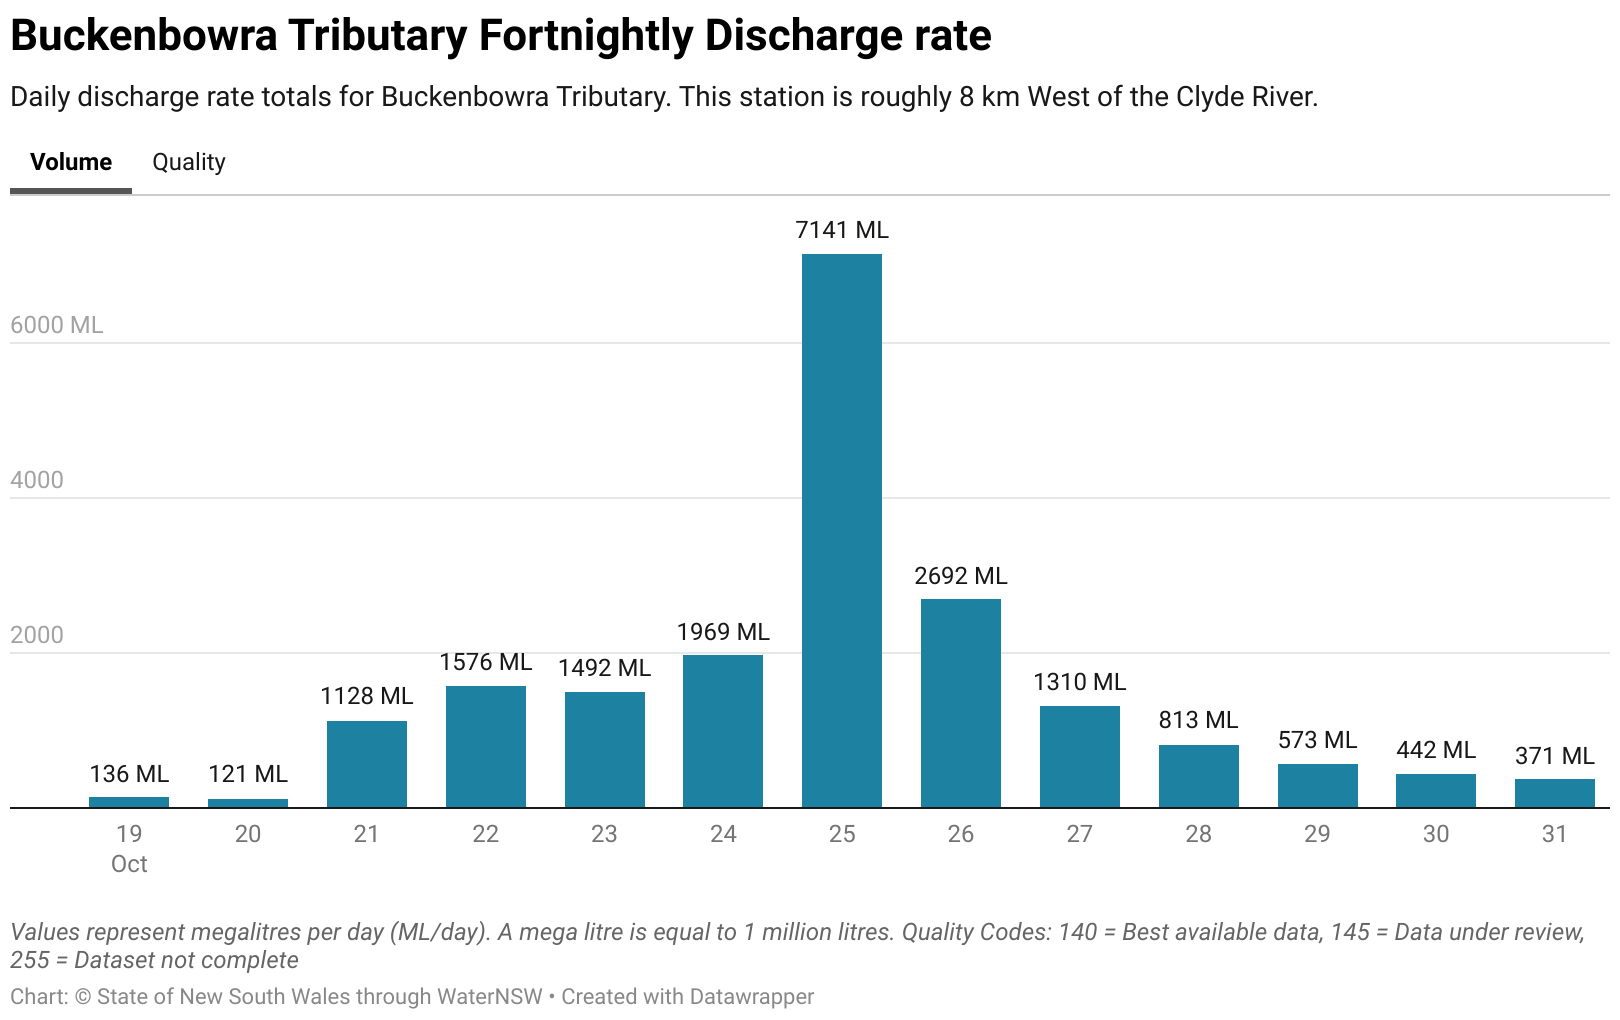 Buckenbowra Tributary Fortnightly Discharge rate
Daily discharge rate totals for Buckenbowra Tributary. This station is roughly 8 km West of the Clyde River.
Volume Quality
7141 ML
6000 ML
4000
2692 ML
2000
1969 ML
1576 ML
1492 ML
1128 ML
1310 ML
813 ML
573 ML
442 ML
371 ML
136 ML
121 ML
19 20 21 22 23 24 25 26 27 28 29 30 31
Oct
Values represent megalitres per day (ML/day). A mega litre is equal to 1 million litres. Quality Codes: 140 = Best available data, 145 = Data under review,
255 = Dataset not complete
Chart: © State of New South Wales through WaterNSW • Created with Datawrapper